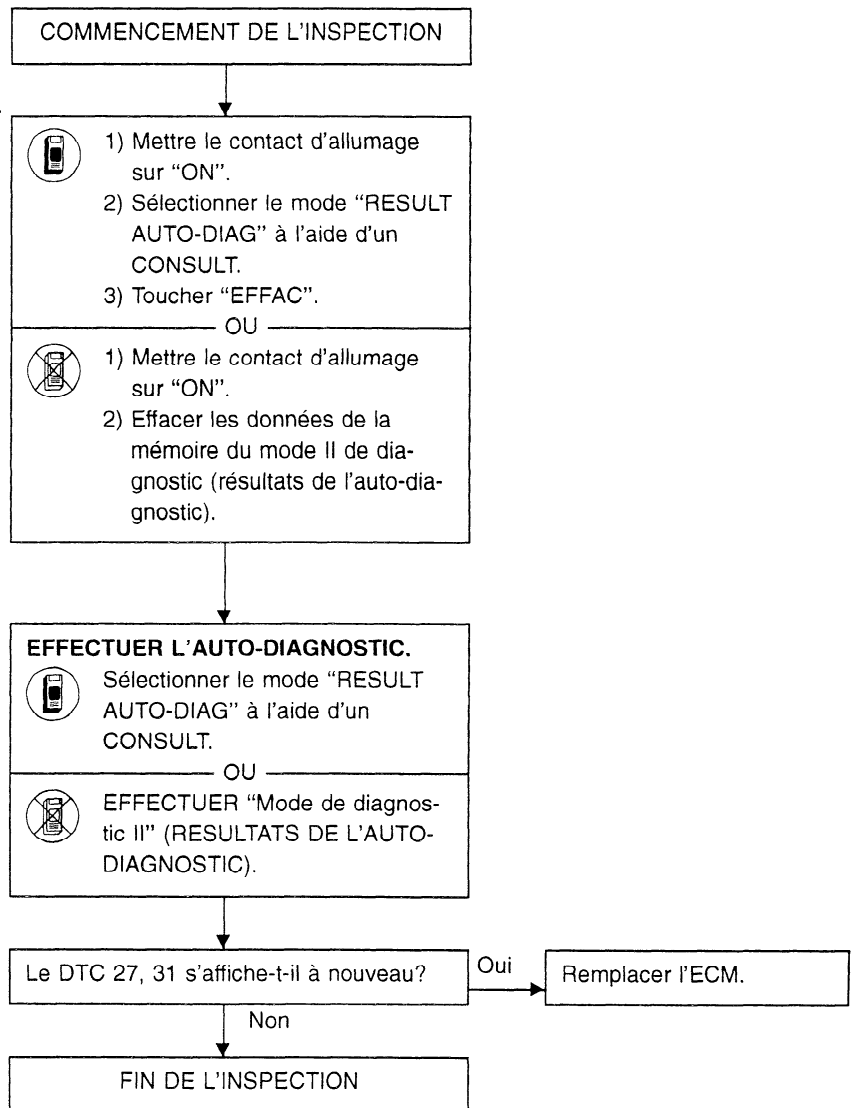 COMMENCEMENT DE L'INSPECTION
1) Mettre le contact d'allumage
sur “ON”.
2) Sélectionner le mode “RESULT
AUTO-DIAG” à l'aide d'un
CONSULT.
3) Toucher “EFFAC”.
OU
1) Mettre le contact d'allumage
sur “ON”.
2) Effacer les données de la
mémoire du mode II de dia-
gnostic (résultats de l'auto-dia-
gnostic).
EFFECTUER L'AUTO-DIAGNOSTIC.
Sélectionner le mode “RESULT
AUTO-DIAG” à l'aide d'un
CONSULT.
OU
EFFECTUER “Mode de diagnos-
tic II” (RESULTATS DE L'AUTO-
DIAGNOSTIC).
Le DTC 27, 31 s'affiche-t-il à nouveau?
Oui
Remplacer l'ECM.
Non
FIN DE L'INSPECTION